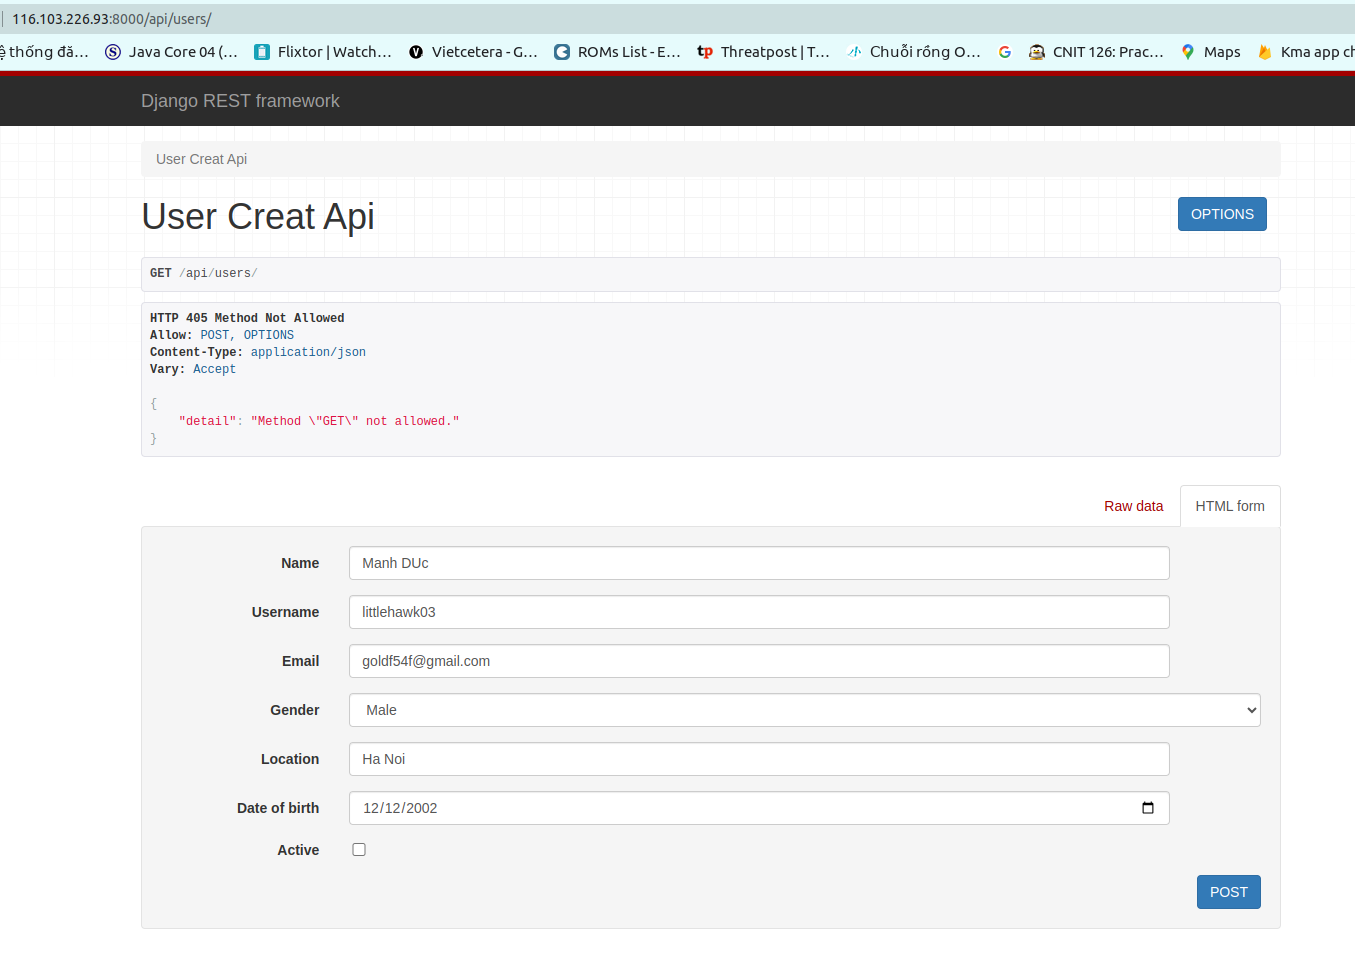 116.103.226.93:8000/api/users/
ệ thống đă... Java Core 04 (... Flixtor | Watch... Vietcetera - G... ROMs List - E... Threatpost | T... Chuỗi rồng O... CNIT 126: Prac... Maps Kma app ch
Django REST framework
User Creat Api
User Creat Api
OPTIONS
GET /api/users/
HTTP 405 Method Not Allowed
Allow: POST, OPTIONS
Content-Type: application/json
Vary: Accept
{
"detail": "Method \"GET\" not allowed."
}
Raw data HTML form
Name Manh DUc
Username littlehawk03
Email goldf54f@gmail.com
Gender Male
Location Ha Noi
Date of birth 12/12/2002
Active
POST